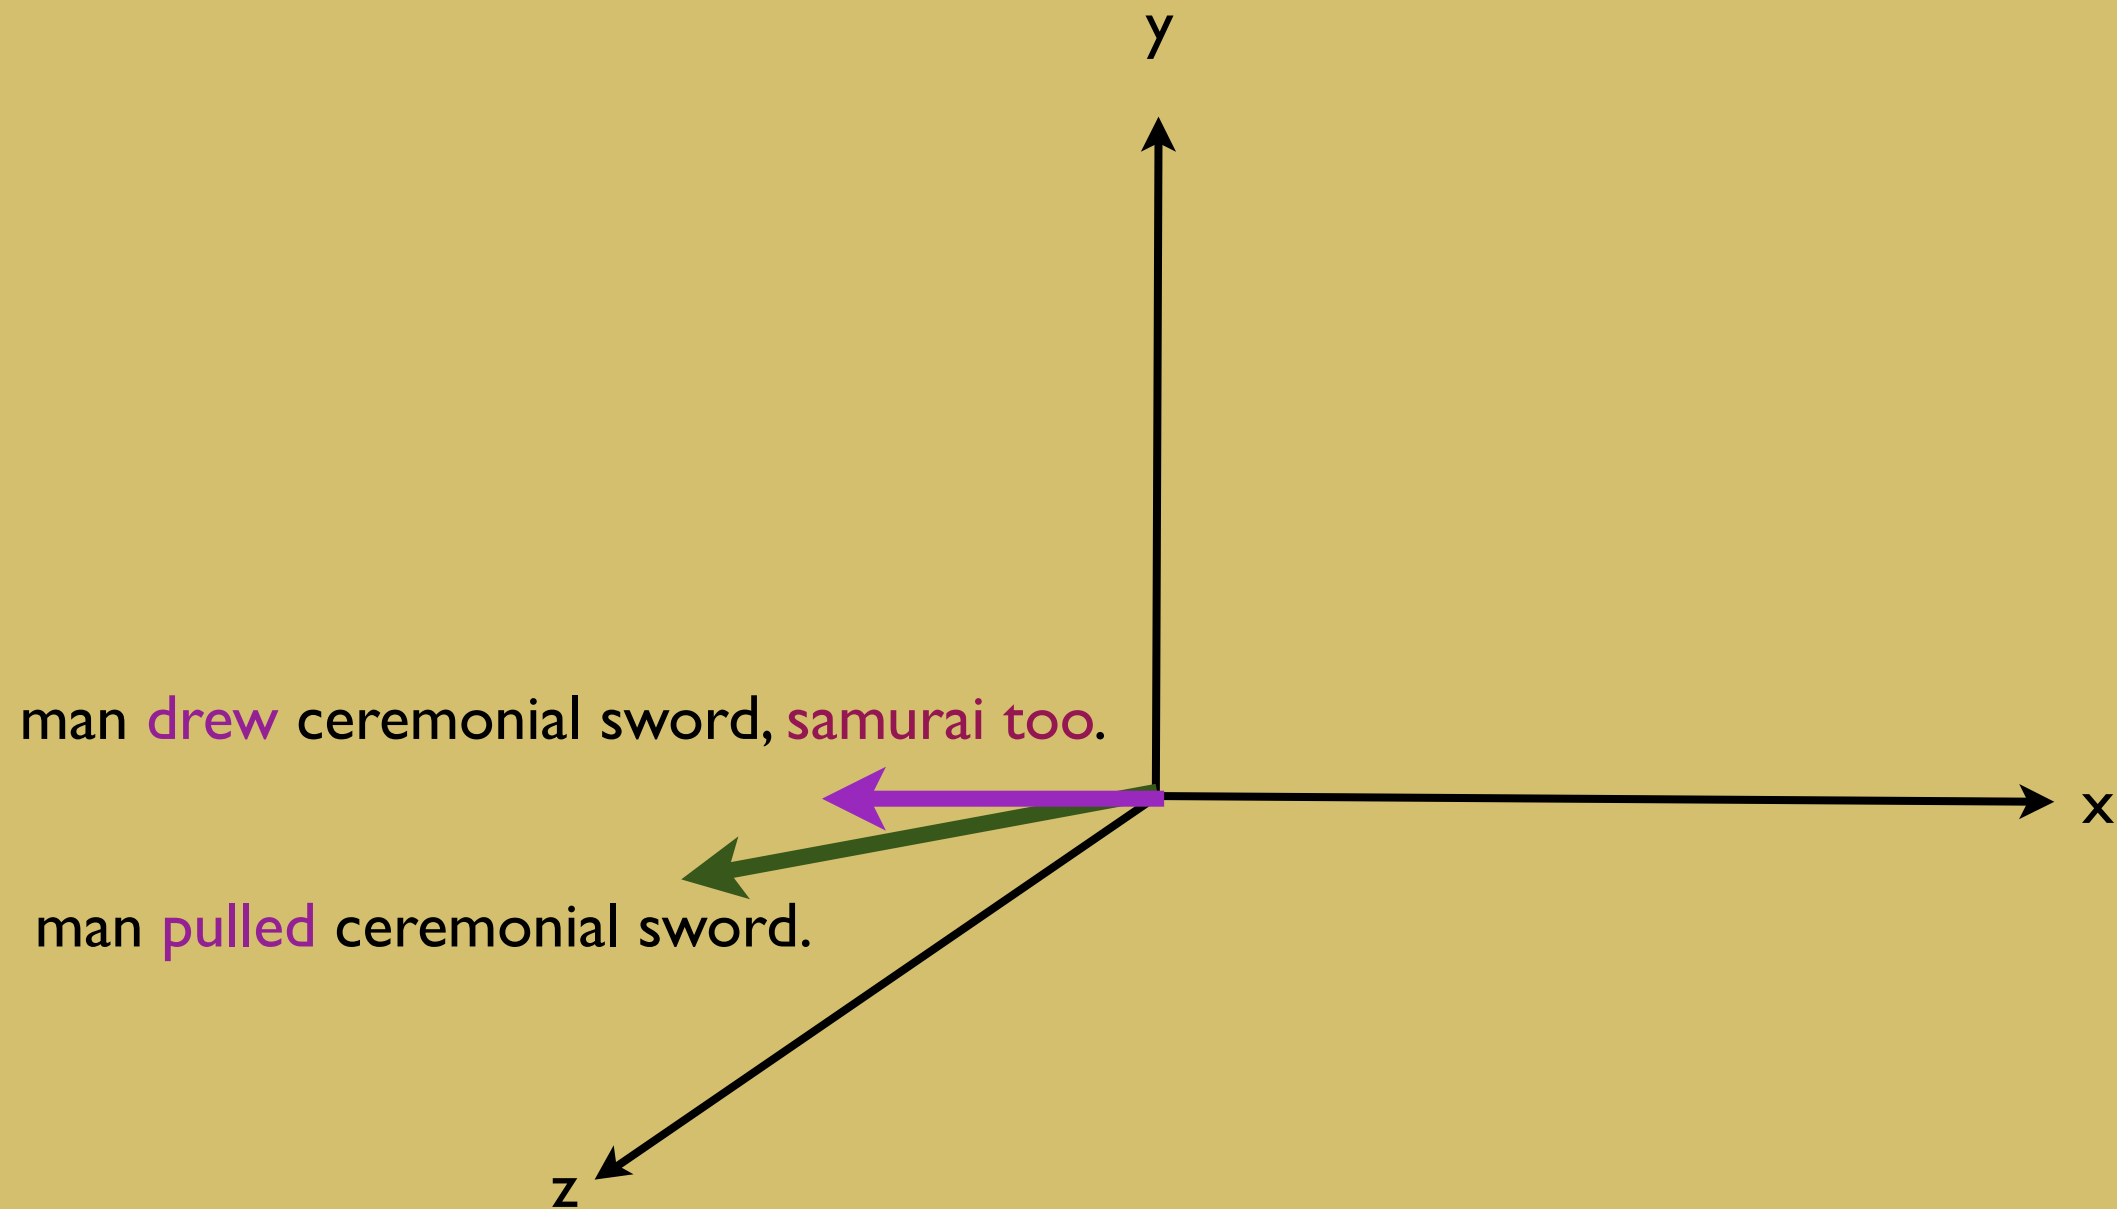 y
man drew ceremonial sword, samurai too.
x
man pulled ceremonial sword.
z